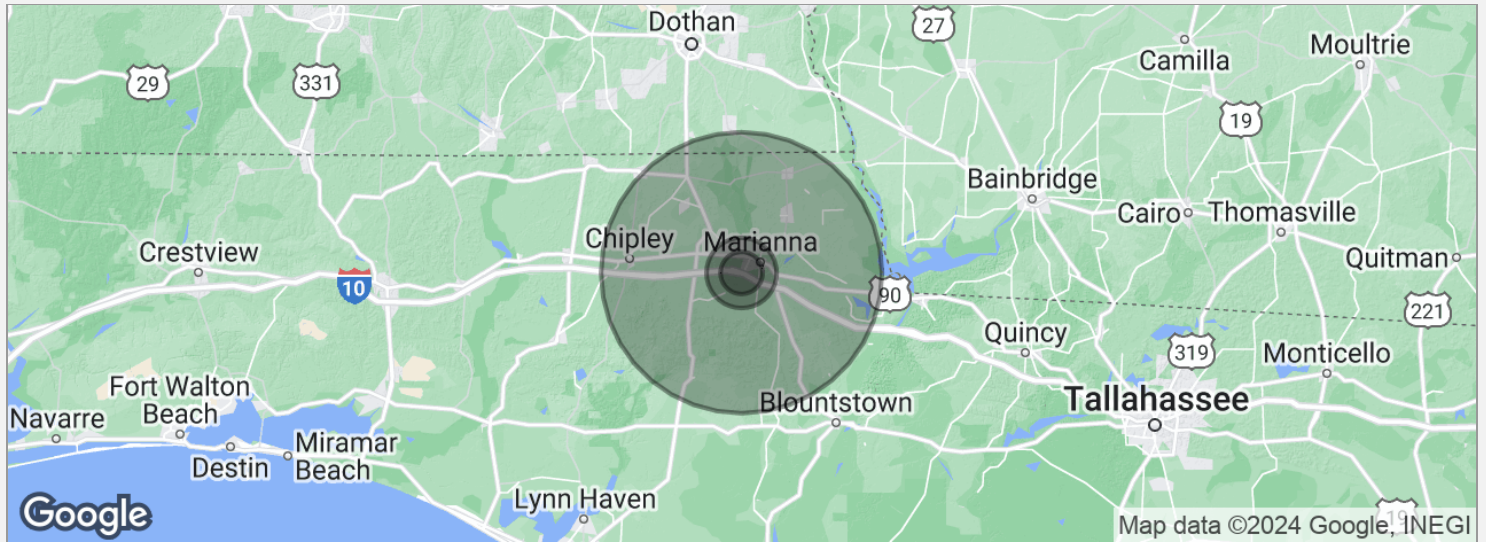 Dothan
27
Camilla
Moultrie
29
331
19
Bainbridge
Cairo
Thomasville
Chipley
Marianna
Crestview
Quitman
10
90
221
Quincy
319
Monticello
Fort Walton
Beach
Blountstown
Tallahassee
Navarre
Miramar
Beach
Destin
Lynn Haven
Google
19
Map data ©2024 Google, INEGI